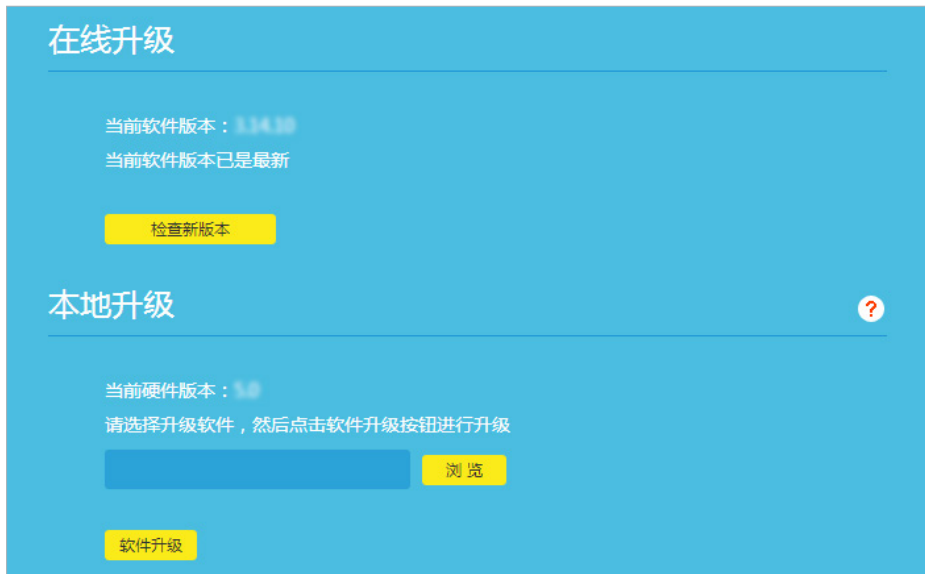 在线升级
当前软件版本：
当前软件版本已是最新
检查新版本
本地升级
?
当前硬件版本：
请选择升级软件，然后点击软件升级按钮进行升级
浏 览
软件升级